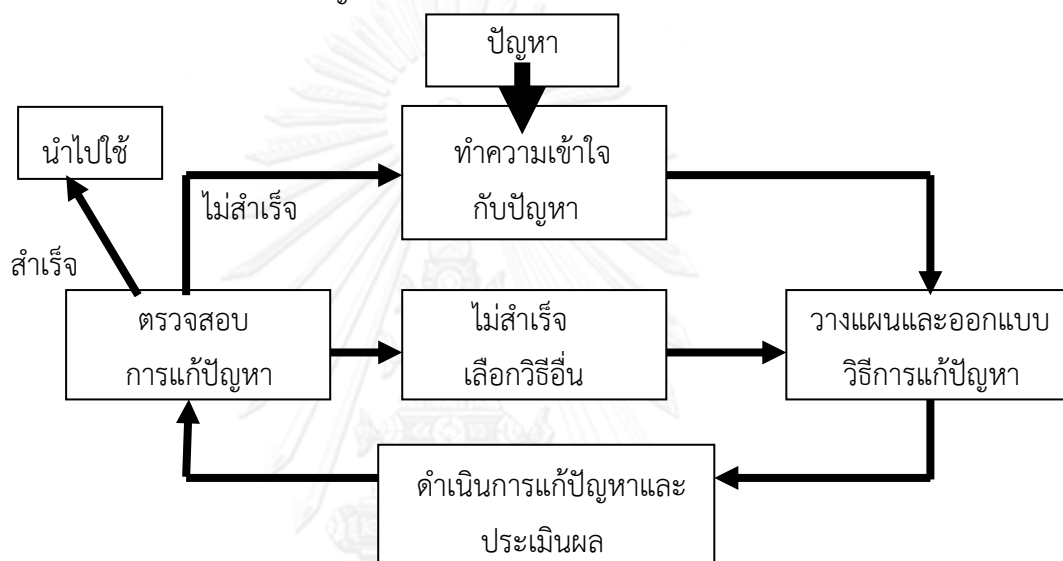 ปัญหา
นำไปใช้
ทำความเข้าใจ
กับปัญหา
ไม่สำเร็จ
สำเร็จ
ตรวจสอบ
การแก้ปัญหา
ไม่สำเร็จ
เลือกวิธีอื่น
วางแผนและออกแบบ
วิธีการแก้ปัญหา
ดำเนินการแก้ปัญหาและ
ประเมินผล